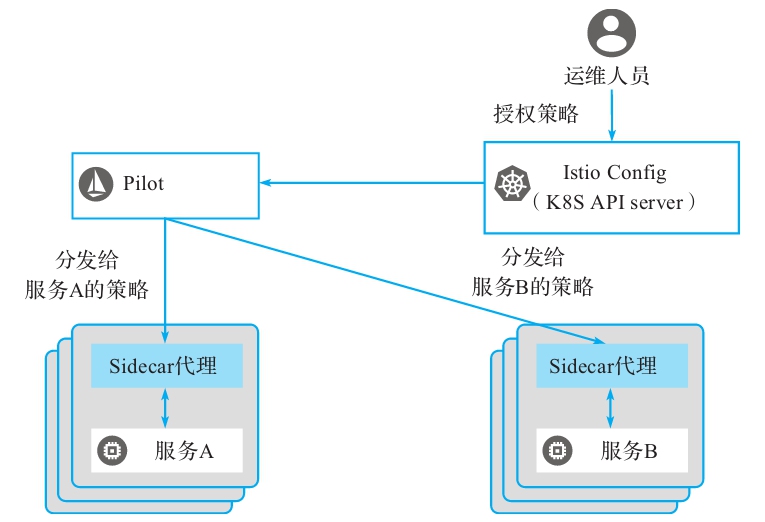 运维人员
授权策略
Istio Config
（K8S API server）
Pilot
分发给
服务A的策略
分发给
服务B的策略
Sidecar代理
服务A
Sidecar代理
服务B